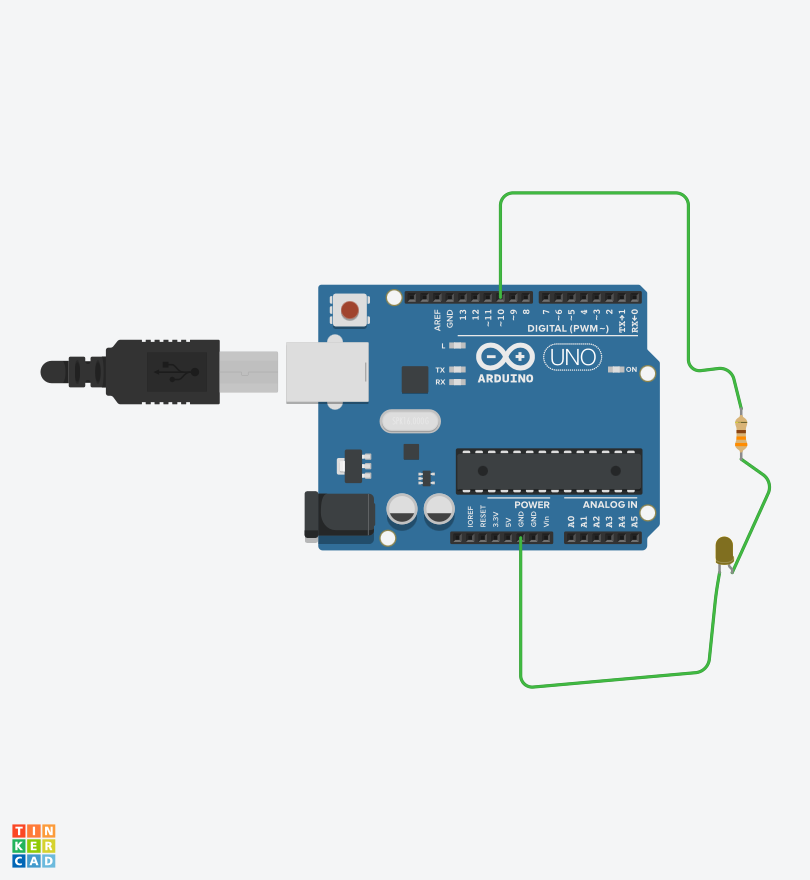 AREF
GND
13
12
~11
~10
~9
8
7
~6
~5
4
~3
2
TX→1
RX←0
DIGITAL (PWM~)
L
TX
RX
UNO
ON
ARDUINO
POWER
ANALOG IN
IOREF
RESET
3.3V
5V
GND
GND
Vin
A0
A1
A2
A3
A4
A5
TIN
KER
CAD